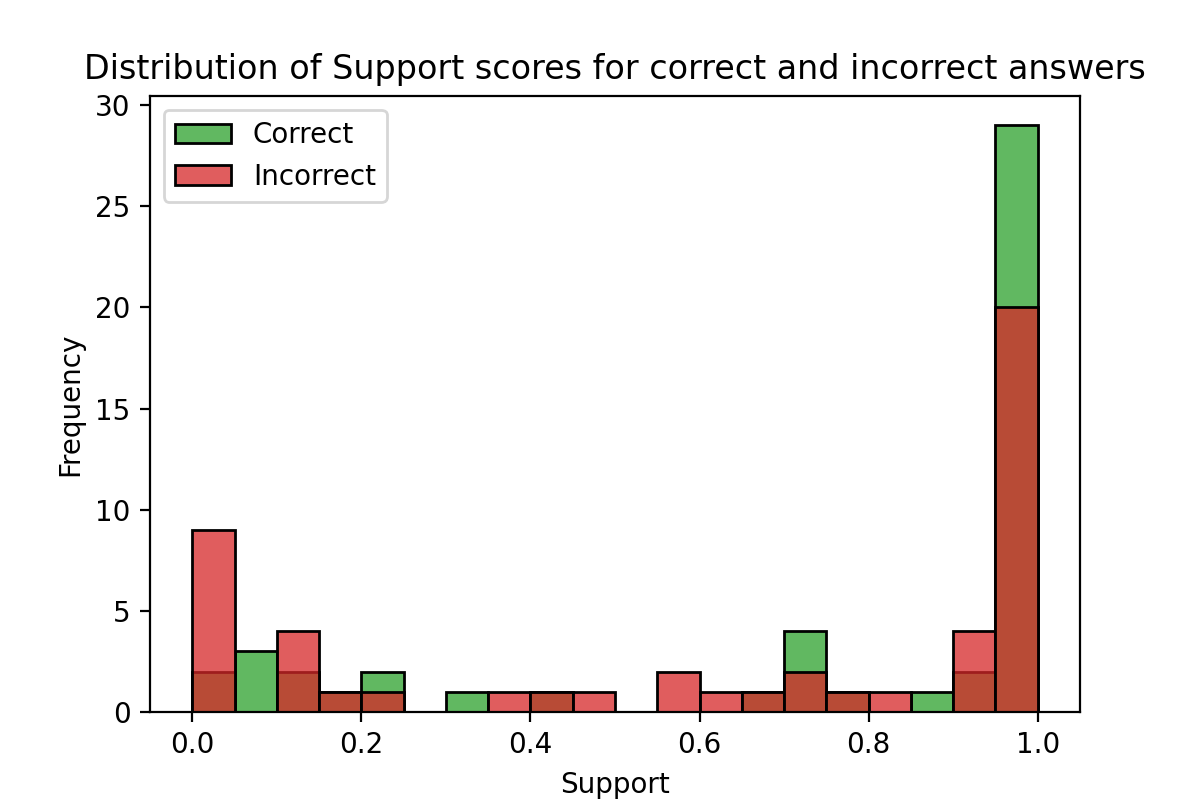 Distribution of Support scores for correct and incorrect answers
Correct
Incorrect
Frequency
30
25
20
15
10
5
0
0.0 0.2 0.4 0.6 0.8 1.0
Support